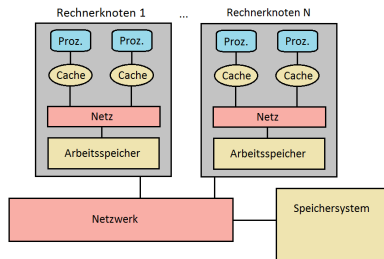 Rechnerknoten 1 ... Rechnerknoten N
Proz. Proz. Proz. Proz.
Cache Cache Cache Cache
Netz Netz
Arbeitsspeicher Arbeitsspeicher
Netzwerk
Speichersystem